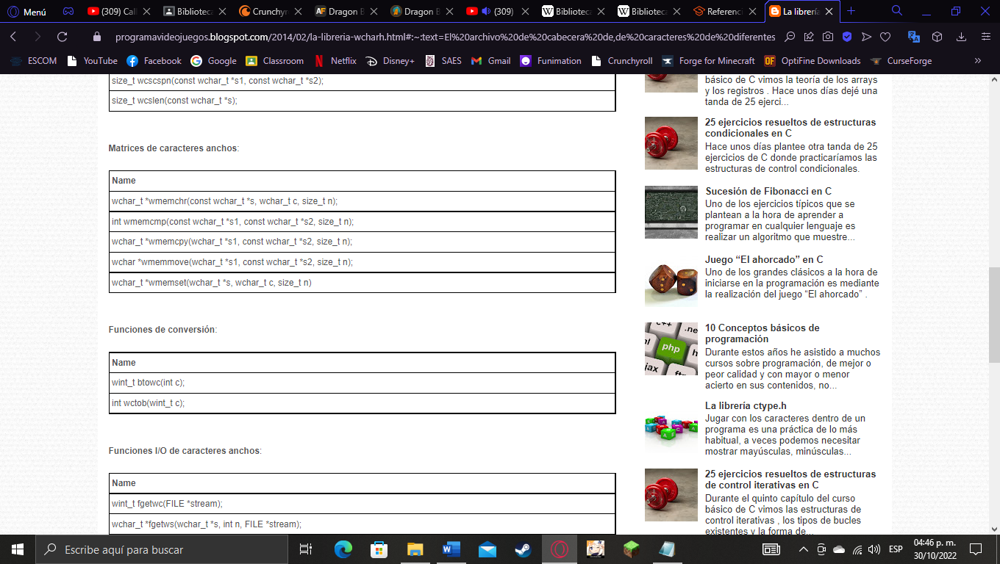 Menú
(309) Call
Biblioteca
Crunchyr
Dragon B
Dragon B
(309)
Biblioteca
Biblioteca
Referenci
La librería
programavideojuegos.blogspot.com/2014/02/la-libreria-wcharh.html#:~:text=El%20archivo%20de%20cabecera%20de,de%20caracteres%20de%20diferentes
ESCOM
YouTube
Facebook
Google
Classroom
Netflix
Disney+
SAES
Gmail
Funimation
Crunchyroll
Forge for Minecraft
OptiFine Downloads
CurseForge
size_t wcscspn(const wchar_t *s1, const wchar_t *s2);
size_t wcslen(const wchar_t *s);
Matrices de caracteres anchos:
Name
wchar_t *wmemchr(const wchar_t *s, wchar_t c, size_t n);
int wmemcmp(const wchar_t *s1, const wchar_t *s2, size_t n);
wchar_t *wmemcpy(wchar_t *s1, const wchar_t *s2, size_t n);
wchar *wmemmove(wchar_t *s1, const wchar_t *s2, size_t n);
wchar_t *wmemset(wchar_t *s, wchar_t c, size_t n)
Funciones de conversión:
Name
wint_t btowc(int c);
int wctob(wint_t c);
Funciones I/O de caracteres anchos:
Name
wint_t fgetwc(FILE *stream);
wchar_t *fgetws(wchar_t *s, int n, FILE *stream);
básico de C vimos la teoría de los arrays
y los registros . Hace unos días dejé una
tanda de 25 ejerci...
25 ejercicios resueltos de estructuras
condicionales en C
Hace unos días plantee otra tanda de 25
ejercicios de C donde practicaríamos las
estructuras de control condicionales.
Sucesión de Fibonacci en C
Uno de los ejercicios típicos que se
plantean a la hora de aprender a
programar en cualquier lenguaje es
realizar un algoritmo que muestre...
Juego “El ahorcado” en C
Uno de los grandes clásicos a la hora de
iniciarse en la programación es mediante
la realización del juego “El ahorcado” .
c++
.ne
php
jax
10 Conceptos básicos de
programación
Durante estos años he asistido a muchos
cursos sobre programación, de mejor o
peor calidad y con mayor o menor
acierto en sus contenidos, no...
La librería ctype.h
Jugar con los caracteres dentro de un
programa es una práctica de lo más
habitual, a veces podemos necesitar
mostrar mayúsculas, minúsculas...
25 ejercicios resueltos de estructuras
de control iterativas en C
Durante el quinto capítulo del curso
básico de C vimos las estructuras de
control iterativas , los tipos de bucles
existentes y la forma de...
Escribe aquí para buscar
ESP
04:46 p. m.
30/10/2022